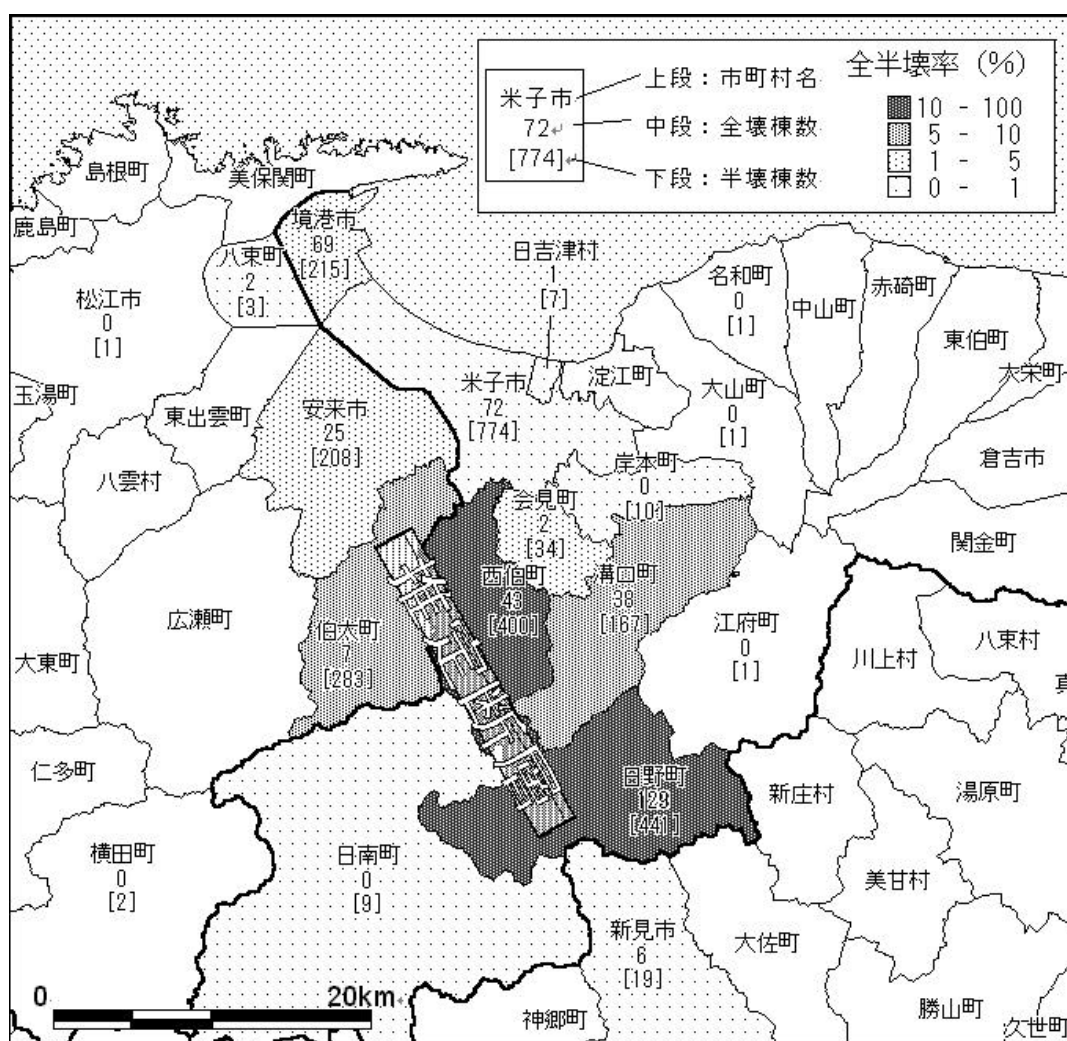 米子市
72
[774]
上段：市町村名
中段：全壊棟数
下段：半壊棟数
全半壊率 (%)
10 - 100
5 - 10
1 - 5
0 - 1
島根町
美保関町
鹿島町
境港市
69
[215]
八束町
2
[3]
松江市
0
[1]
日吉津村
1
[7]
名和町
0
[1]
中山町
赤碕町
東伯町
大栄町
玉湯町
東出雲町
安来市
25
[208]
米子市
72
[774]
淀江町
大山町
0
[1]
倉吉市
八雲村
岸本町
0
[10]
会見町
2
[34]
関金町
広瀬町
伯太町
7
[283]
西伯町
43
[400]
溝口町
38
[167]
江府町
0
[1]
大東町
川上村
八束村
真
推定断層
仁多町
日野町
129
[441]
新庄村
湯原町
横田町
0
[2]
日南町
0
[9]
美甘村
新見市
6
[19]
大佐町
勝山町
久世町
神郷町
0
20km